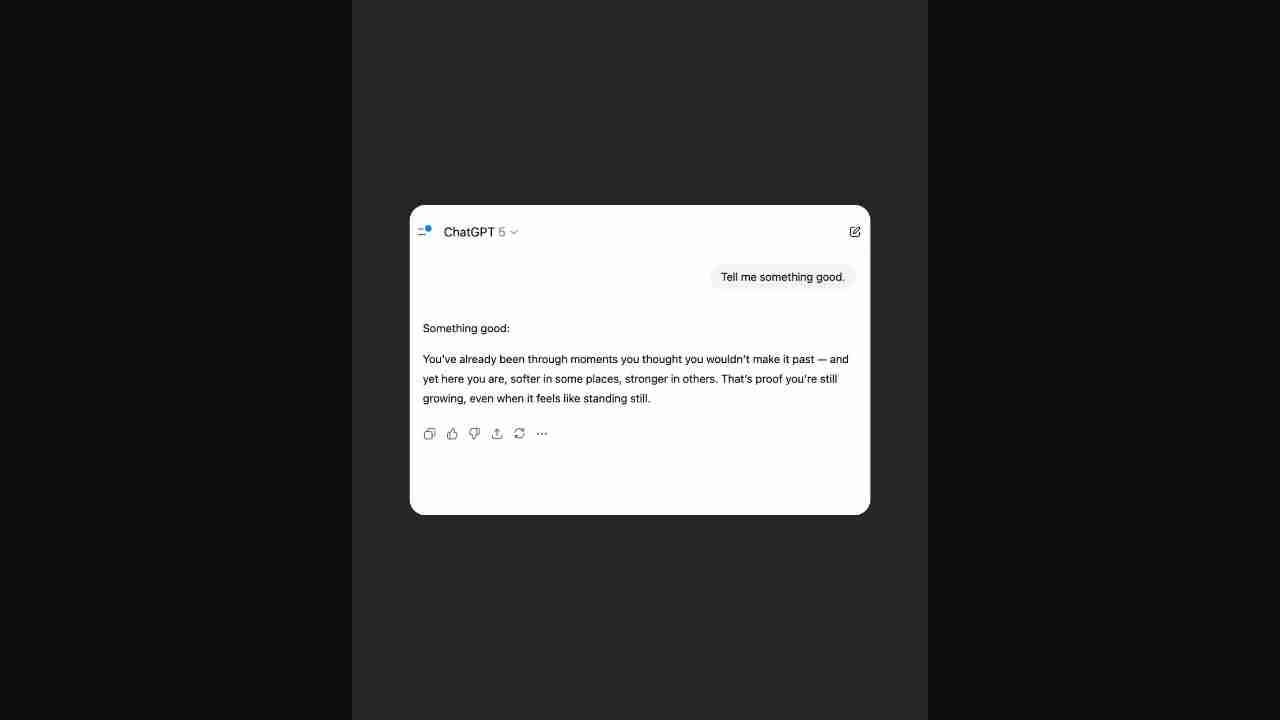 ChatGPT 5
Tell me something good.
Something good:
You've already been through moments you thought you wouldn't make it past — and
yet here you are, softer in some places, stronger in others. That's proof you're still
growing, even when it feels like standing still.